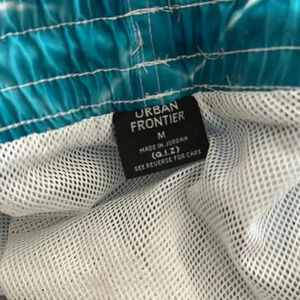 URBAN
FRONTIER
M
MADE IN JORDAN
(Q.I.Z)
SEE REVERSE FOR CARE